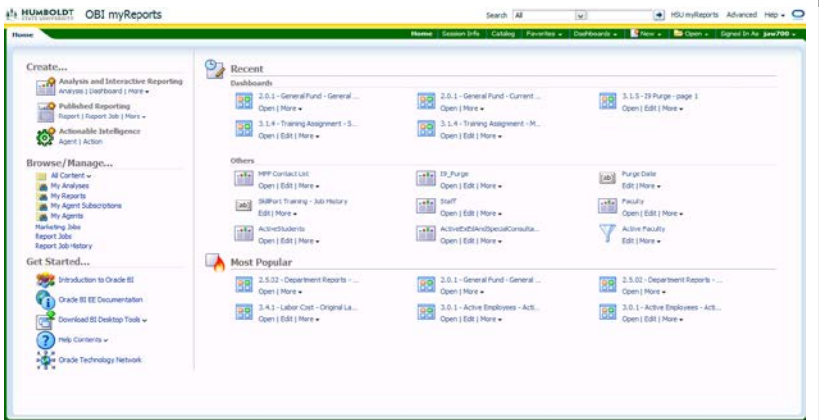 HUMBOLDT
STATE UNIVERSITY
OBI myReports
Search All
HSU myReports Advanced Help
Home
Home Session Info Catalog Favorites Dashboards New Open Signed In As jaw700
Create...
Analysis and Interactive Reporting
Analysis | Dashboard | More
Published Reporting
Report | Report Job | More
Actionable Intelligence
Agent | Action
Browse/Manage...
All Content
My Analyses
My Reports
My Agent Subscriptions
My Agents
Marketing Jobs
Report Jobs
Report Job History
Get Started...
Introduction to Oracle BI
Oracle BI EE Documentation
Download BI Desktop Tools
Help Contents
Oracle Technology Network
Recent
Dashboards
2.0.1 - General Fund - General ...
Open | More
2.0.1 - General Fund - Current ...
Open | More
3.1.5 - I9 Purge - page 1
Open | Edit | More
3.1.4 - Training Assignment - S...
Open | Edit | More
3.1.4 - Training Assignment - M...
Open | Edit | More
Others
MPP Contact List
Open | Edit | More
I9_Purge
Open | Edit | More
Purge Date
Edit | More
SkillPort Training - Job History
Edit | More
Staff
Open | Edit | More
Faculty
Open | Edit | More
ActiveStudents
Open | Edit | More
ActiveExEdAndSpecialConsulta...
Open | Edit | More
Active Faculty
Edit | More
Most Popular
2.5.02 - Department Reports - ...
Open | More
2.0.1 - General Fund - General ...
Open | More
2.5.02 - Department Reports - ...
Open | Edit | More
3.4.1 - Labor Cost - Original La...
Open | Edit | More
3.0.1 - Active Employees - Acti...
Open | Edit | More
3.0.1 - Active Employees - Acti...
Open | Edit | More